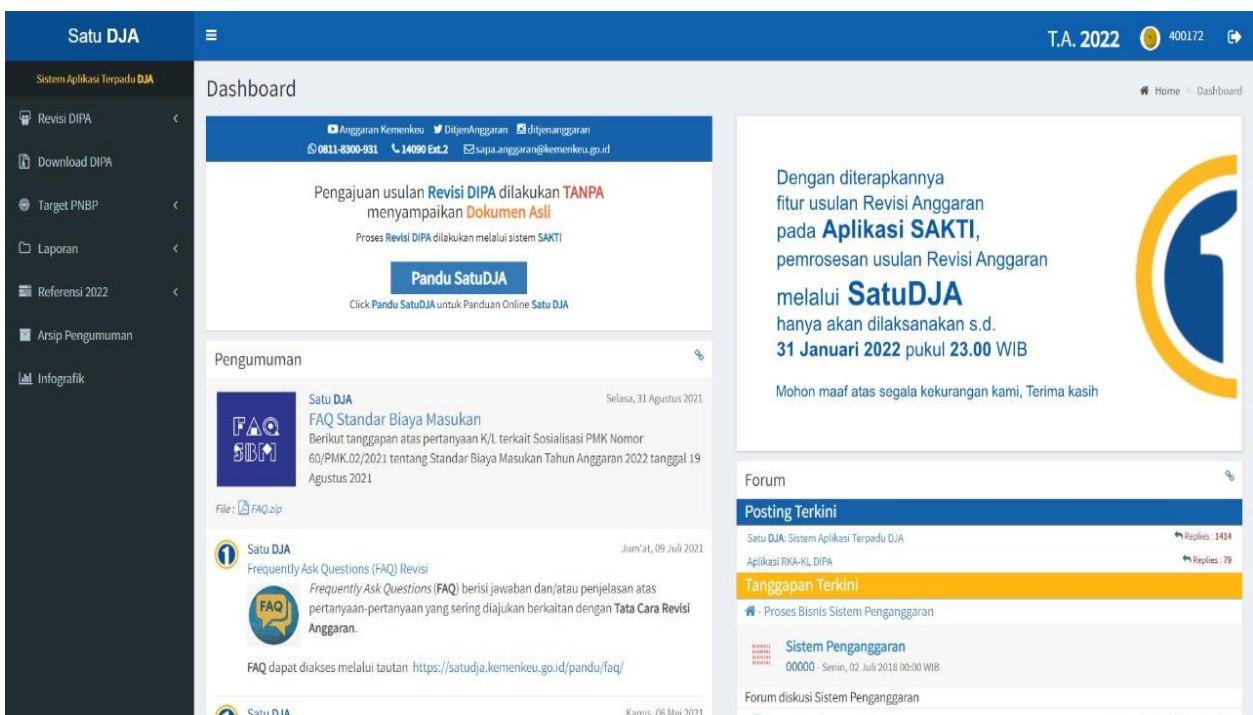 Satu DJA
T.A. 2022
400172
Sistem Aplikasi Terpadu DJA
Revisi DIPA
Download DIPA
Target PNBP
Laporan
Referensi 2022
Arsip Pengumuman
Infografik
Dashboard
Home > Dashboard
Anggaran Kemenkeu DitjenAnggaran ditjenanggaran
0811-8300-931 14090 Ext.2 sapa.anggaran@kemenkeu.go.id
Pengajuan usulan Revisi DIPA dilakukan TANPA
menyampaikan Dokumen Asli
Proses Revisi DIPA dilakukan melalui sistem SAKTI
Pandu SatuDJA
Click Pandu SatuDJA untuk Panduan Online Satu DJA
Pengumuman
FAQ
SBM
Satu DJA
Selasa, 31 Agustus 2021
FAQ Standar Biaya Masukan
Berikut tanggapan atas pertanyaan K/L terkait Sosialisasi PMK Nomor
60/PMK.02/2021 tentang Standar Biaya Masukan Tahun Anggaran 2022 tanggal 19
Agustus 2021
File : FAQ.zip
Satu DJA
Jum'at, 09 Juli 2021
Frequently Ask Questions (FAQ) Revisi
FAQ
Frequently Ask Questions (FAQ) berisi jawaban dan/atau penjelasan atas
pertanyaan-pertanyaan yang sering diajukan berkaitan dengan Tata Cara Revisi
Anggaran.
FAQ dapat diakses melalui tautan https://satudja.kemenkeu.go.id/pandu/faq/
Satu DJA
Kamis, 06 Mei 2021
Dengan diterapkannya
fitur usulan Revisi Anggaran
pada Aplikasi SAKTI,
pemrosesan usulan Revisi Anggaran
melalui SatuDJA
hanya akan dilaksanakan s.d.
31 Januari 2022 pukul 23.00 WIB
Mohon maaf atas segala kekurangan kami, Terima kasih
Forum
Posting Terkini
Satu DJA: Sistem Aplikasi Terpadu DJA
Replies : 1414
Aplikasi RKA-KL DIPA
Replies : 79
Tanggapan Terkini
- Proses Bisnis Sistem Penganggaran
Sistem Penganggaran
00000 - Senin, 02 Juli 2018 00:00 WIB
Forum diskusi Sistem Penganggaran